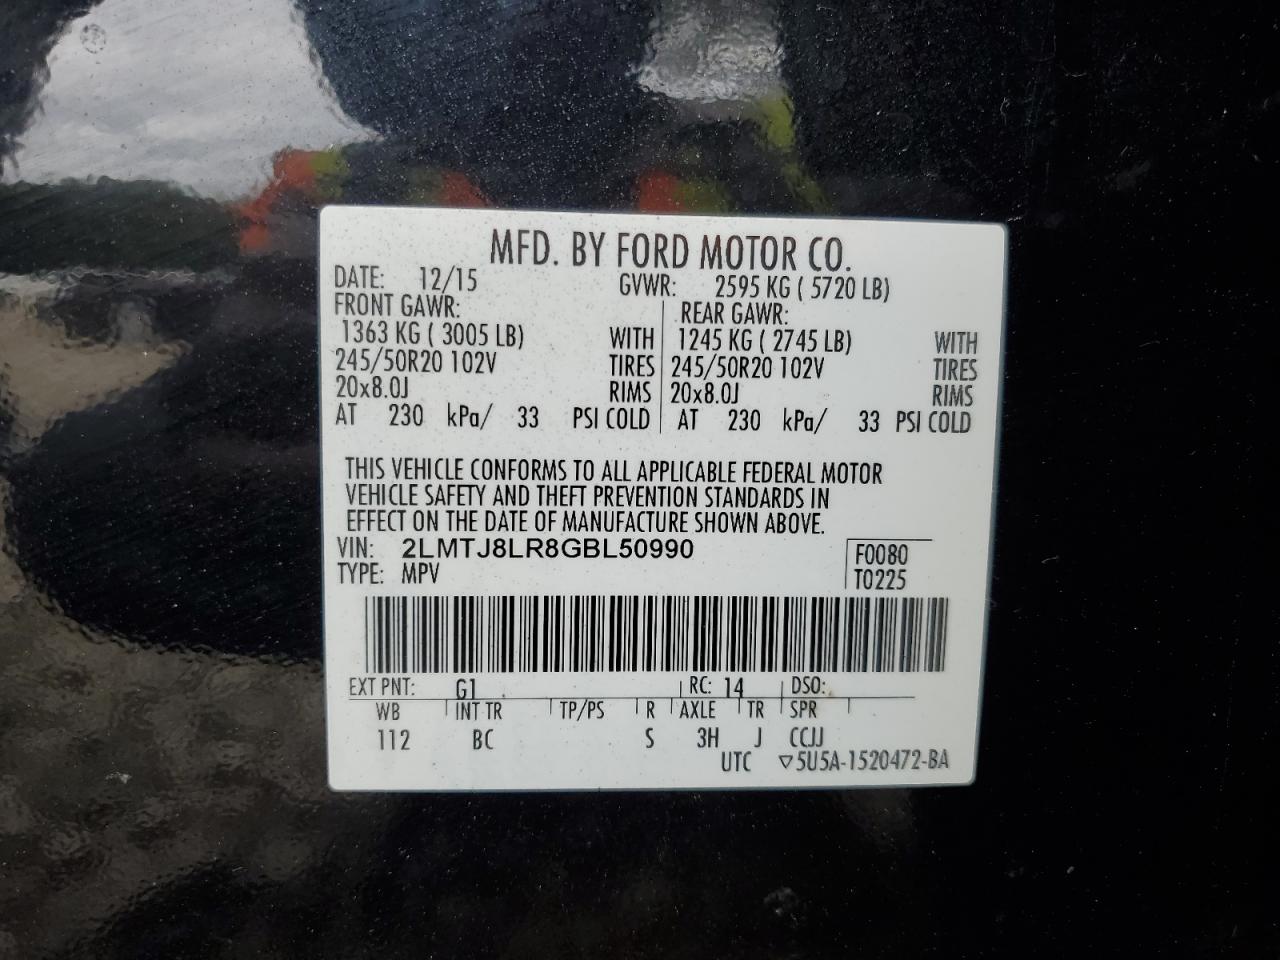 MFD. BY FORD MOTOR CO.
DATE: 12/15 GVWR: 2595 KG ( 5720 LB)
FRONT GAWR: REAR GAWR:
1363 KG ( 3005 LB) WITH 1245 KG ( 2745 LB) WITH
245/50R20 102V TIRES 245/50R20 102V TIRES
20x8.0J RIMS 20x8.0J RIMS
AT 230 kPa/ 33 PSI COLD AT 230 kPa/ 33 PSI COLD
THIS VEHICLE CONFORMS TO ALL APPLICABLE FEDERAL MOTOR
VEHICLE SAFETY AND THEFT PREVENTION STANDARDS IN
EFFECT ON THE DATE OF MANUFACTURE SHOWN ABOVE.
VIN: 2LMTJ8LR8GBL50990 F0080
TYPE: MPV T0225
EXT PNT: G1 RC: 14 DSO:
WB INT TR TP/PS R AXLE TR SPR
112 BC S 3H J CCJJ
UTC ▽5U5A-1520472-BA